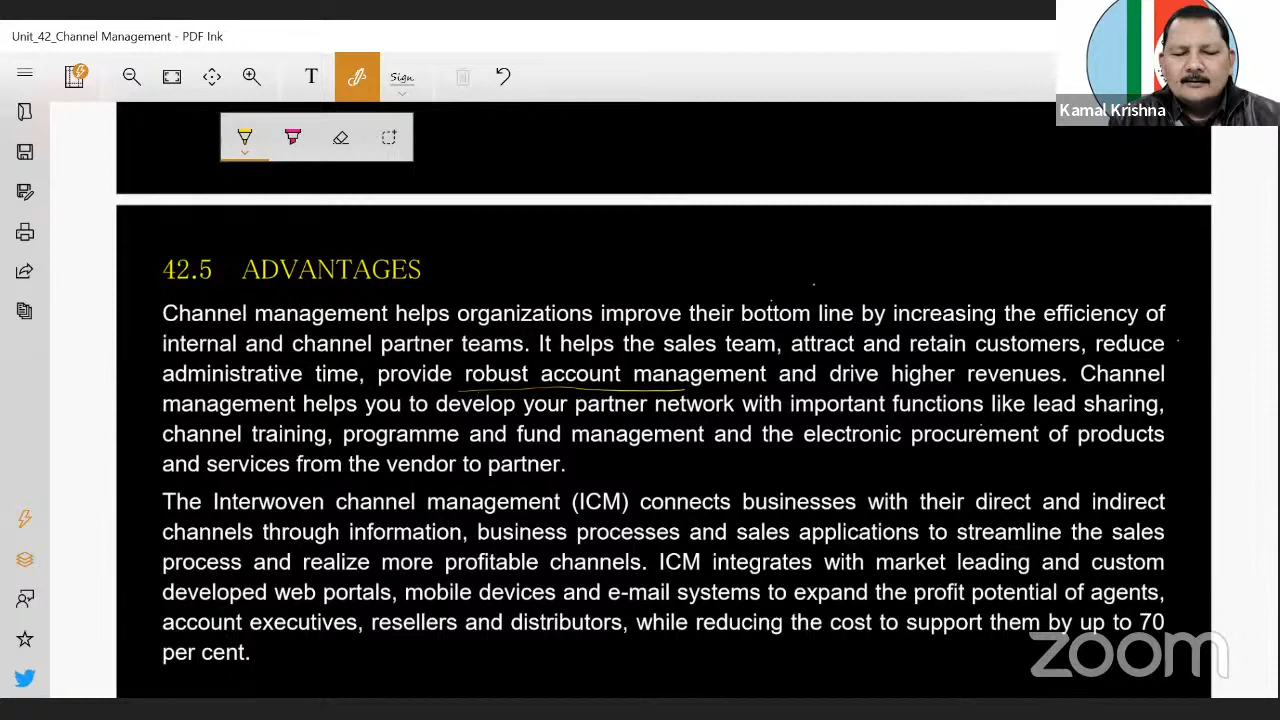 Unit_42_Channel Management - PDF Ink
T
Sign
Kamal Krishna
42.5 ADVANTAGES
Channel management helps organizations improve their bottom line by increasing the efficiency of
internal and channel partner teams. It helps the sales team, attract and retain customers, reduce
administrative time, provide robust account management and drive higher revenues. Channel
management helps you to develop your partner network with important functions like lead sharing,
channel training, programme and fund management and the electronic procurement of products
and services from the vendor to partner.
The Interwoven channel management (ICM) connects businesses with their direct and indirect
channels through information, business processes and sales applications to streamline the sales
process and realize more profitable channels. ICM integrates with market leading and custom
developed web portals, mobile devices and e-mail systems to expand the profit potential of agents,
account executives, resellers and distributors, while reducing the cost to support them by up to 70
per cent.
zoom